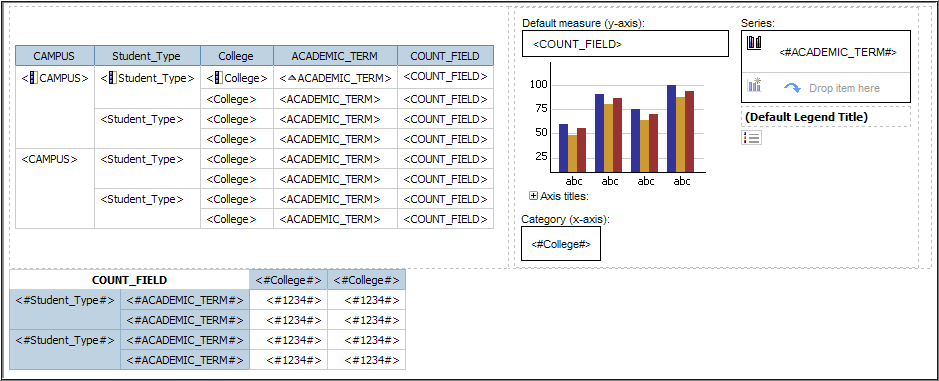 CAMPUS Student_Type College ACADEMIC_TERM COUNT_FIELD
<CAMPUS> <Student_Type> <College> <ACADEMIC_TERM> <COUNT_FIELD>
<College> <ACADEMIC_TERM> <COUNT_FIELD>
<Student_Type> <College> <ACADEMIC_TERM> <COUNT_FIELD>
<College> <ACADEMIC_TERM> <COUNT_FIELD>
<CAMPUS> <Student_Type> <College> <ACADEMIC_TERM> <COUNT_FIELD>
<College> <ACADEMIC_TERM> <COUNT_FIELD>
<Student_Type> <College> <ACADEMIC_TERM> <COUNT_FIELD>
<College> <ACADEMIC_TERM> <COUNT_FIELD>
Default measure (y-axis):
<COUNT_FIELD>
100
75
50
25
abc abc abc abc
Axis titles:
Category (x-axis):
<#College#>
Series:
<#ACADEMIC_TERM#>
Drop item here
(Default Legend Title)
COUNT_FIELD <#College#> <#College#>
<#Student_Type#> <#ACADEMIC_TERM#> <#1234#> <#1234#>
<#ACADEMIC_TERM#> <#1234#> <#1234#>
<#Student_Type#> <#ACADEMIC_TERM#> <#1234#> <#1234#>
<#ACADEMIC_TERM#> <#1234#> <#1234#>